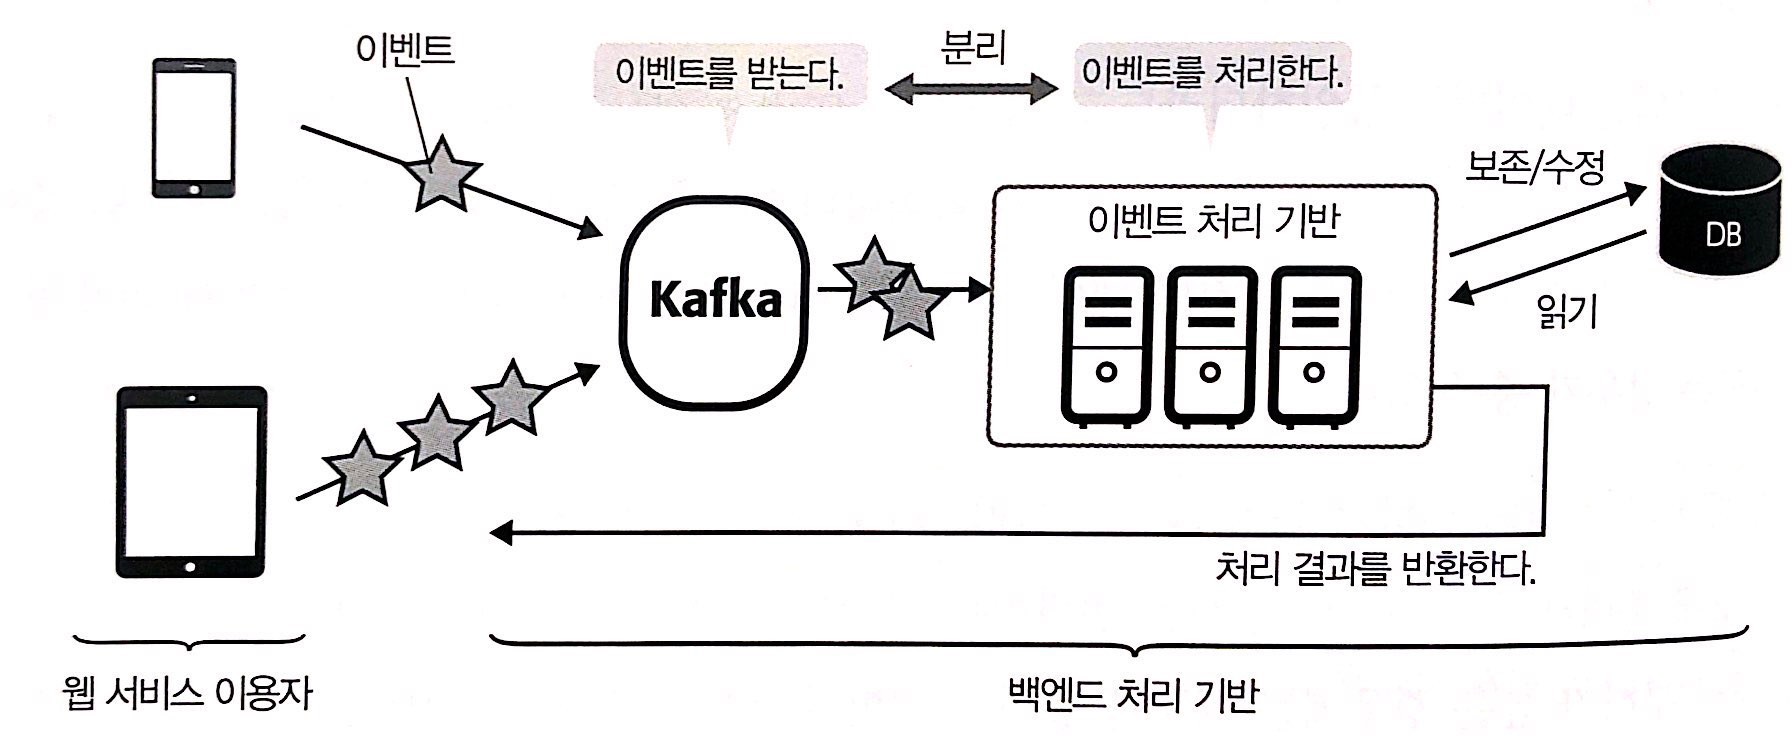 이벤트
이벤트를 받는다.
분리
이벤트를 처리한다.
보존/수정
DB
읽기
이벤트 처리 기반
Kafka
처리 결과를 반환한다.
웹 서비스 이용자
백엔드 처리 기반